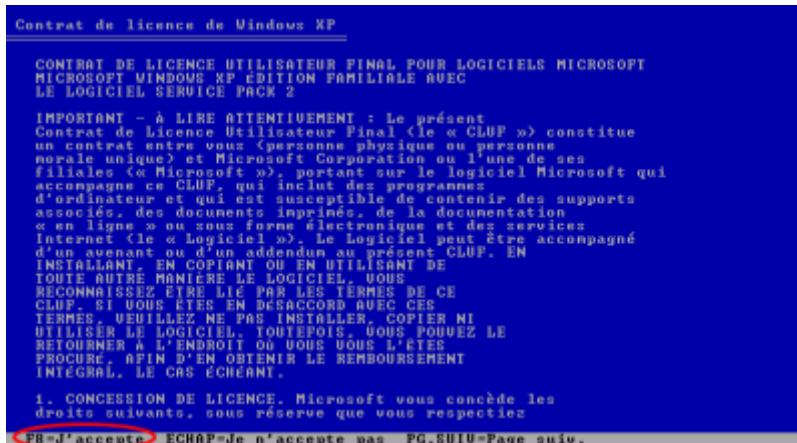 Contrat de licence de Windows XP
CONTRAT DE LICENCE UTILISATEUR FINAL POUR LOGICIELS MICROSOFT
MICROSOFT WINDOWS XP ÉDITION FAMILIALE AVEC
LE LOGICIEL SERVICE PACK 2
IMPORTANT - À LIRE ATTENTIVEMENT : Le présent
Contrat de Licence Utilisateur Final (le « CLUF ») constitue
un contrat entre vous (personne physique ou personne
morale unique) et Microsoft Corporation ou l'une de ses
filiales (« Microsoft »), portant sur le logiciel Microsoft qui
accompagne ce CLUF, qui inclut des programmes
d'ordinateur et qui est susceptible de contenir des supports
associés, des documents imprimés, de la documentation
« en ligne » ou sous forme électronique et des services
Internet (le « Logiciel »). Le Logiciel peut être accompagné
d'un avenant ou d'un addendum au présent CLUF. EN
INSTALLANT, EN COPIANT OU EN UTILISANT DE
TOUTE AUTRE MANIÈRE LE LOGICIEL, VOUS
RECONNAISSEZ ÊTRE LIÉ PAR LES TERMES DE CE
CLUF. SI VOUS ÊTES EN DÉSACCORD AVEC CES
TERMES, VEUILLEZ NE PAS INSTALLER, COPIER NI
UTILISER LE LOGICIEL. TOUTEFOIS, VOUS POUVEZ LE
RETOURNER À L'ENDROIT OÙ VOUS VOUS L'ÊTES
PROCURÉ, AFIN D'EN OBTENIR LE REMBOURSEMENT
INTÉGRAL, LE CAS ÉCHÉANT.
1. CONCESSION DE LICENCE. Microsoft vous concède les
droits suivants, sous réserve que vous respectiez
F8=J'accepte ECHAP=Je n'accepte pas PG.SUIV=Page suiv.